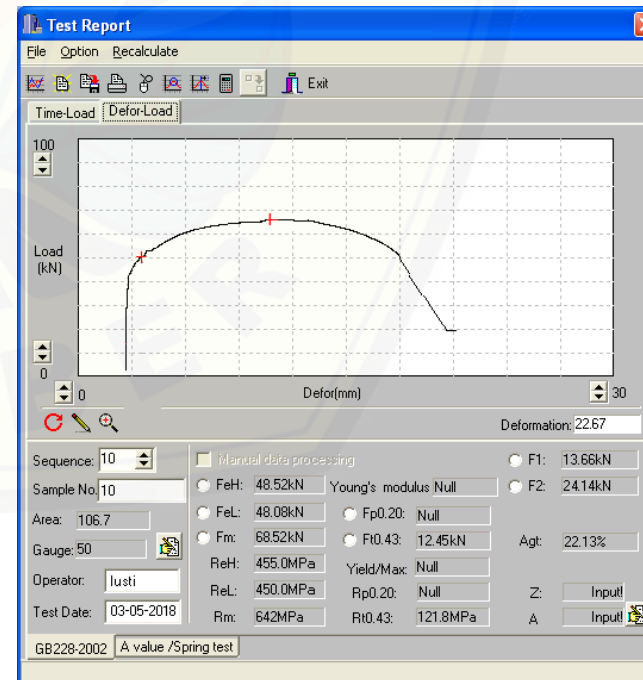 Test Report
File Option Recalculate
Exit
Time-Load Defor-Load
100
Load
(kN)
0
0 Defor(mm) 30
Deformation: 22.67
Sequence: 10 Manual data processing F1: 13.66kN
Sample No. 10 FeH: 48.52kN Young's modulus Null F2: 24.14kN
Area: 106.7 FeL: 48.08kN Fp0.20: Null
Gauge: 50 Fm: 68.52kN Ft0.43: 12.45kN Agt: 22.13%
ReH: 455.0MPa Yield/Max: Null
Operator: lusti ReL: 450.0MPa Rp0.20: Null Z: Input!
Test Date: 03-05-2018 Rm: 642MPa Rt0.43: 121.8MPa A Input!
GB228-2002 A value /Spring test